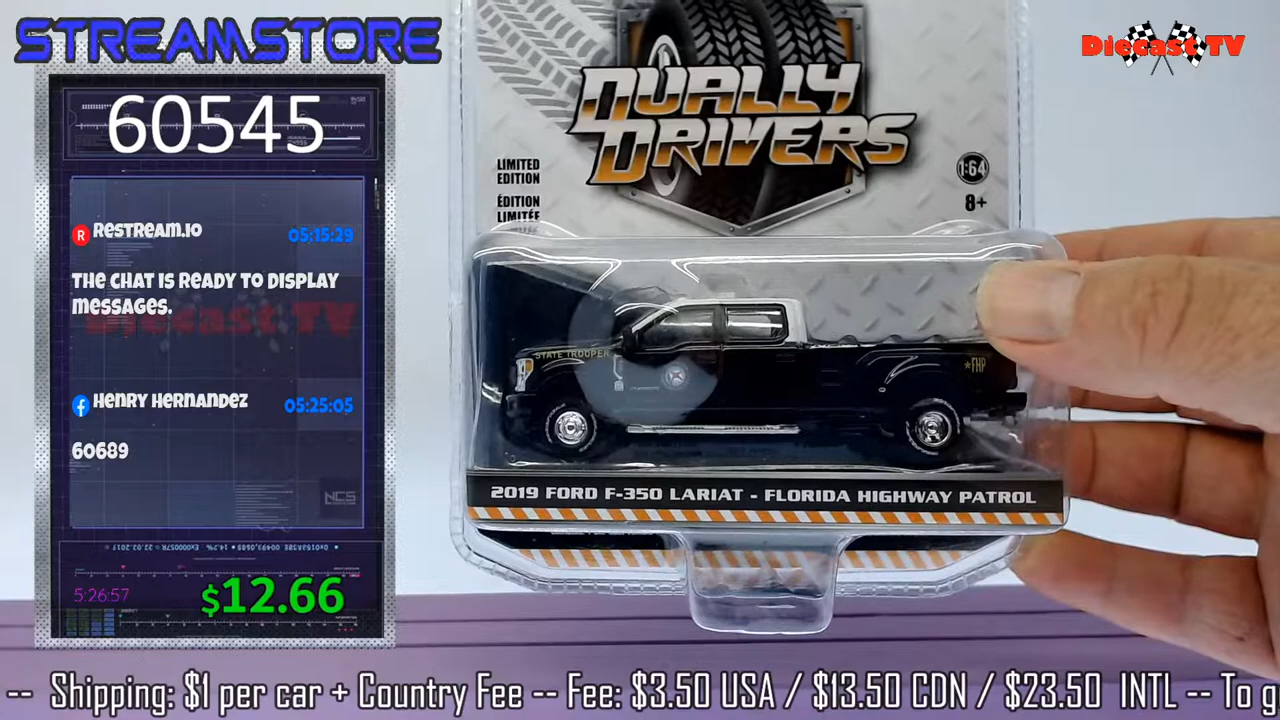 STREAMSTORE
60545
Restream.io 05:15:29
The chat is ready to display
messages.
Diecast TV
Henry Hernandez 05:25:05
60689
NCS
5:26:57
$12.66
Diecast TV
DUALLY
DRIVERS
LIMITED
EDITION
ÉDITION
LIMITÉE
1:64
8+
STATE TROOPER
★FHP
2019 FORD F-350 LARIAT - FLORIDA HIGHWAY PATROL
-- Shipping: $1 per car + Country Fee -- Fee: $3.50 USA / $13.50 CDN / $23.50 INTL -- To g